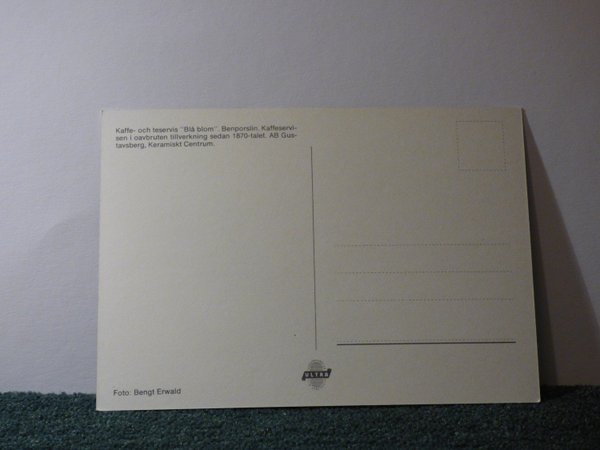 Kaffe- och teservis "Blå blom". Benporslin. Kaffeservi-
sen i oavbruten tillverkning sedan 1870-talet. AB Gus-
tavsberg, Keramiskt Centrum.
ULTRA
Foto: Bengt Erwald